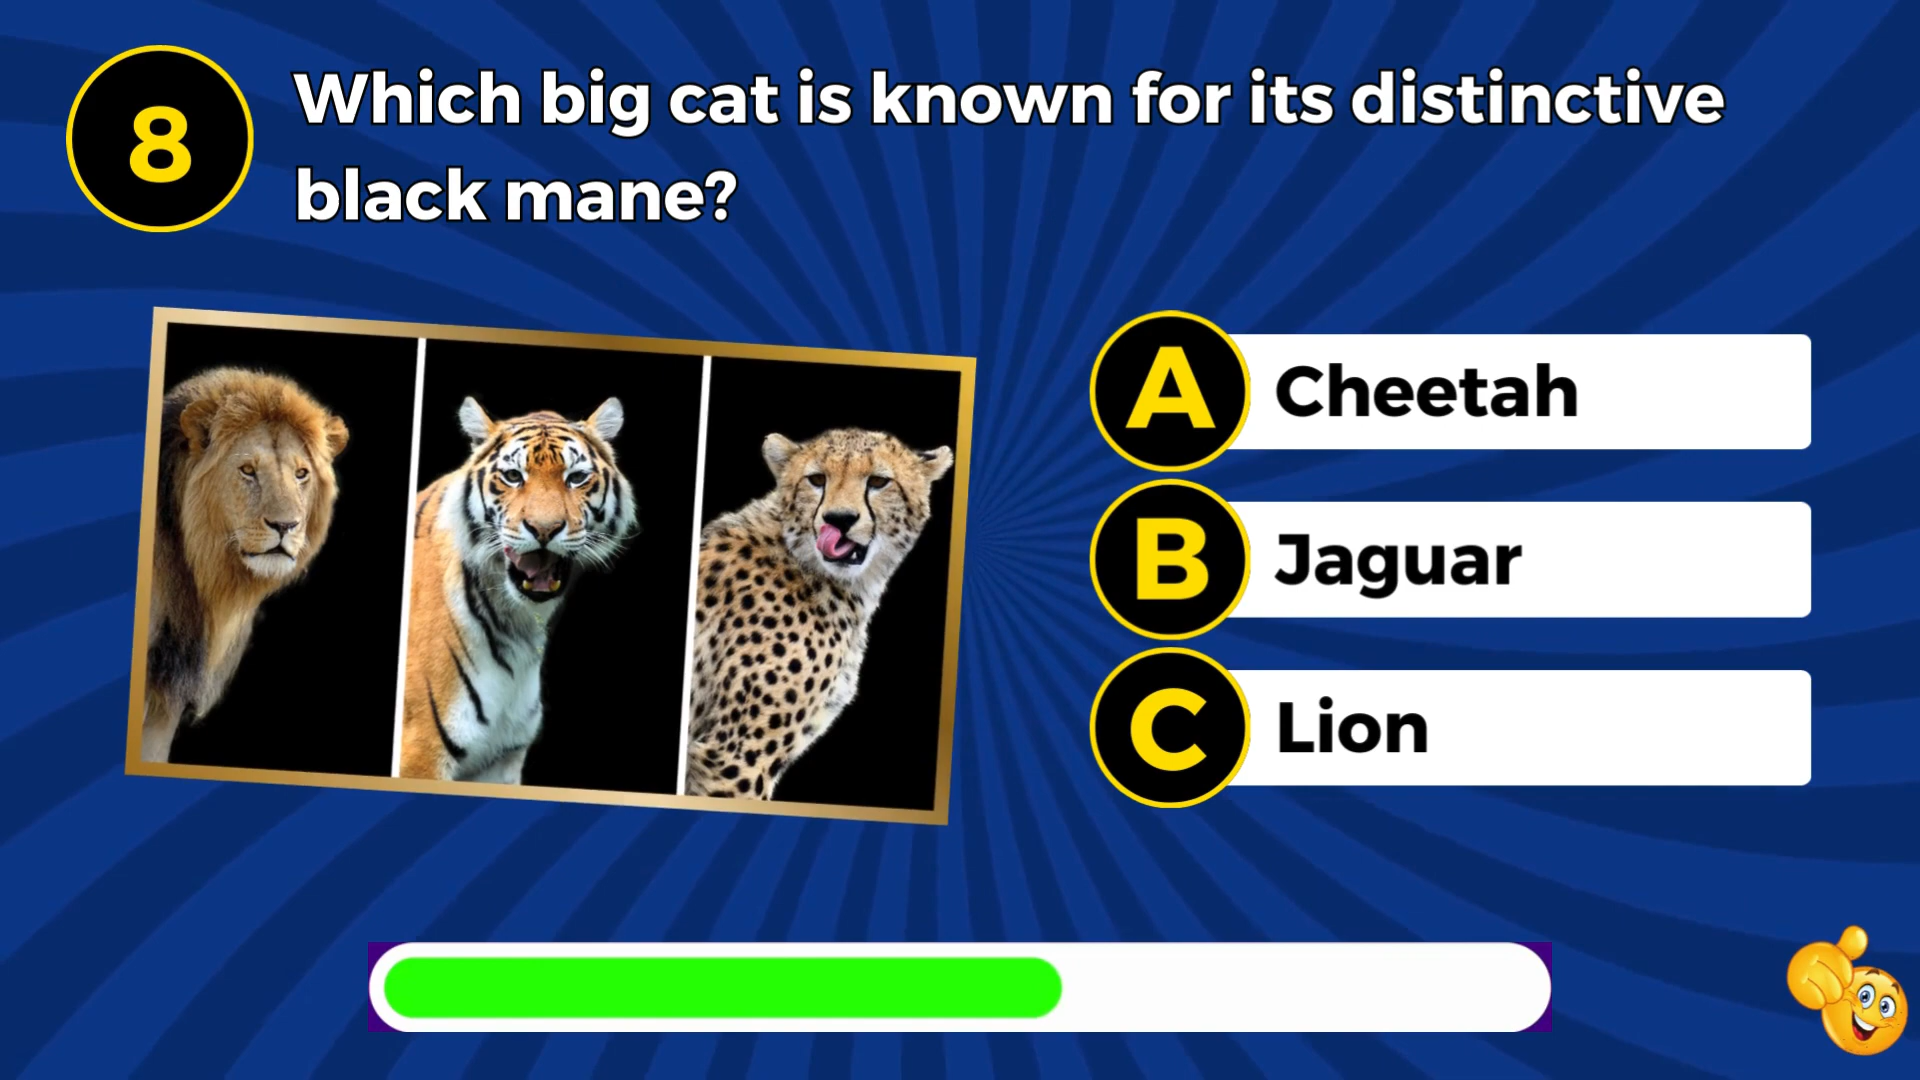 8
Which big cat is known for its distinctive
black mane?
A Cheetah
B Jaguar
C Lion